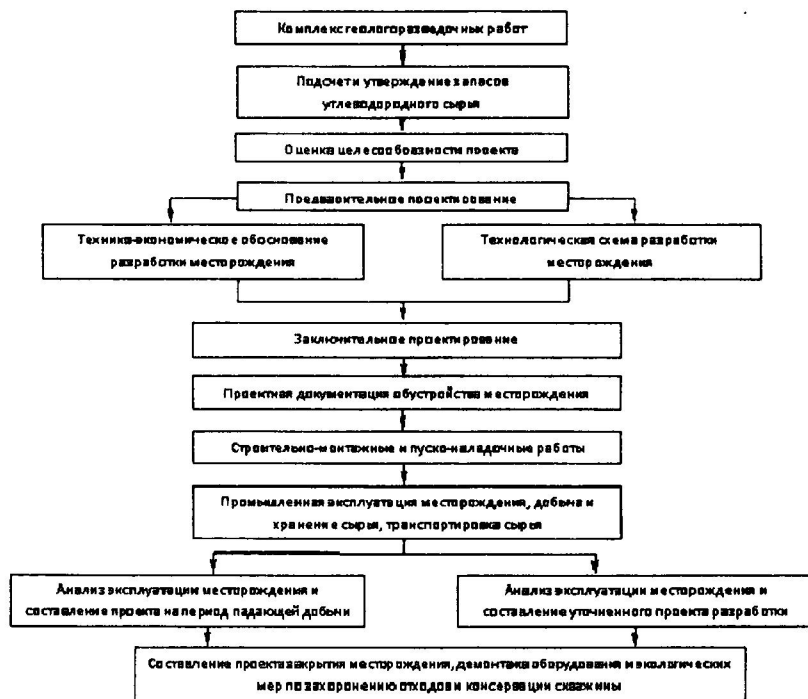 Комплекс геологоразведочных работ
Подсчет и утверждение запасов
углеводородного сырья
Оценка целесообразности проекта
Предварительное проектирование
Технико-экономическое обоснование
разработки месторождения
Технологическая схема разработки
месторождения
Заключительное проектирование
Проектная документация обустройства месторождения
Строительно-монтажные и пуско-наладочные работы
Промышленная эксплуатация месторождения, добыча и
хранение сырья, транспортировка сырья
Анализ эксплуатации месторождения и
составление проекта на период падающей добычи
Анализ эксплуатации месторождения и
составление уточненного проекта разработки
Составление проекта закрытия месторождения, демонтажа оборудования и экологических
мер по захоронению отходов и консервации скважины